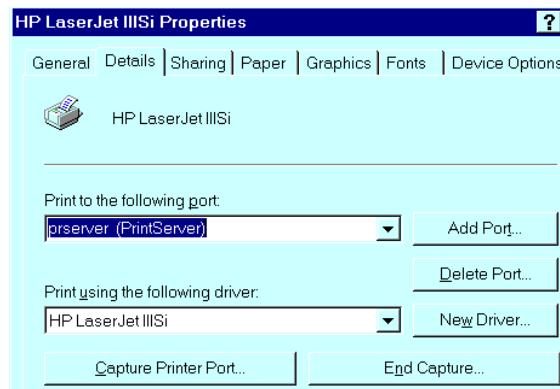 HP LaserJet IIISi Properties
?
General Details Sharing Paper Graphics Fonts Device Options
HP LaserJet IIISi
Print to the following port:
prserver (PrintServer)
Add Port...
Delete Port...
Print using the following driver:
HP LaserJet IIISi
New Driver...
Capture Printer Port...
End Capture...